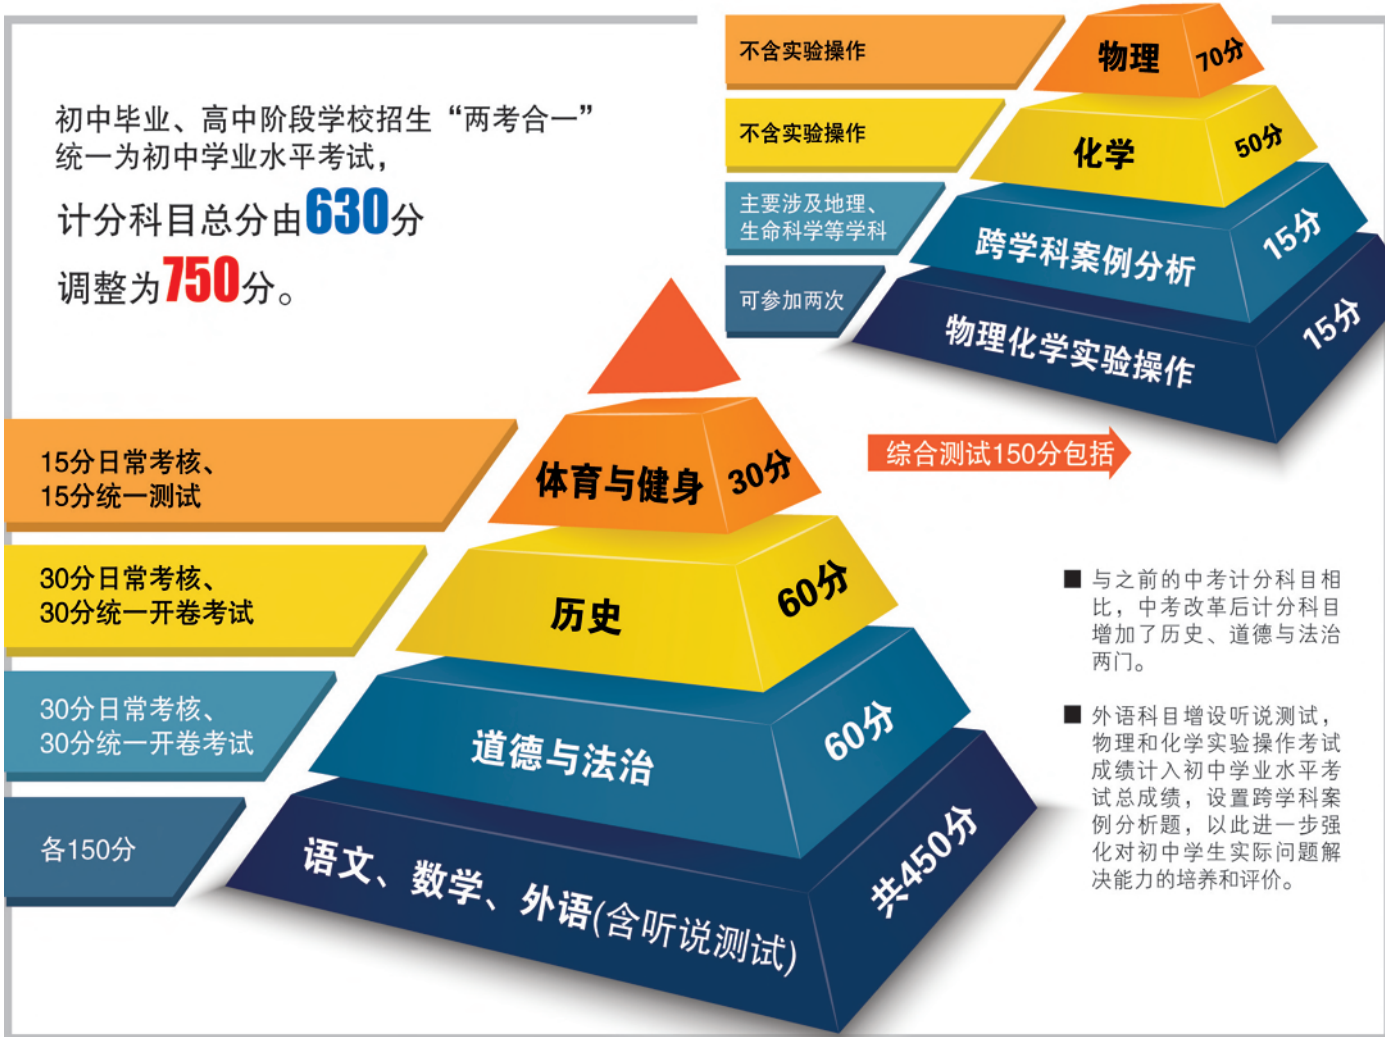 初中毕业、高中阶段学校招生“两考合一”
统一为初中学业水平考试，
计分科目总分由630分
调整为750分。
不含实验操作
物理
70分
不含实验操作
化学
50分
主要涉及地理、
生命科学等学科
跨学科案例分析
15分
可参加两次
物理化学实验操作
15分
综合测试150分包括
15分日常考核、
15分统一测试
体育与健身
30分
30分日常考核、
30分统一开卷考试
历史
60分
30分日常考核、
30分统一开卷考试
道德与法治
60分
各150分
语文、数学、外语(含听说测试)
共450分
■ 与之前的中考计分科目相
比，中考改革后计分科目
增加了历史、道德与法治
两门。
■ 外语科目增设听说测试，
物理和化学实验操作考试
成绩计入初中学业水平考
试总成绩，设置跨学科案
例分析题，以此进一步强
化对初中学生实际问题解
决能力的培养和评价。